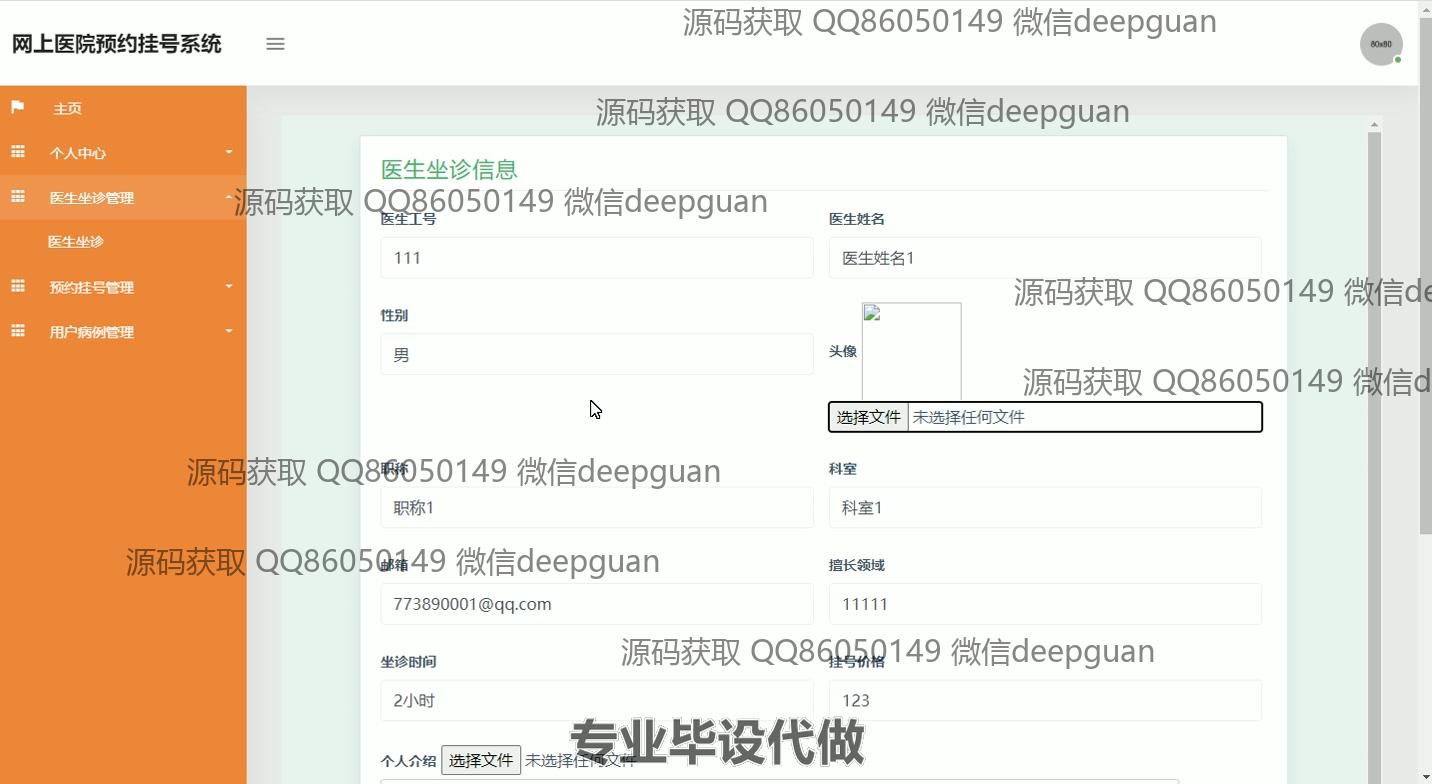 源码获取 QQ86050149 微信deepguan
网上医院预约挂号系统
80x80
主页
源码获取 QQ86050149 微信deepguan
个人中心
医生坐诊信息
医生坐诊管理
源码获取 QQ86050149 微信deepguan
医生工号
医生姓名
医生坐诊
111
医生姓名1
预约挂号管理
源码获取 QQ86050149 微信de
性别
用户病例管理
男
头像
源码获取 QQ86050149 微信d
选择文件 未选择任何文件
源码获取 QQ86050149 微信deepguan
职称
科室
职称1
科室1
源码获取 QQ86050149 微信deepguan
邮箱
擅长领域
773890001@qq.com
11111
源码获取 QQ86050149 微信deepguan
坐诊时间
挂号价格
2小时
123
专业毕设代做
个人介绍 选择文件 未选择任何文件